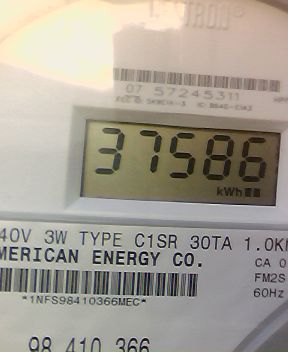 TRON®
07 57245311
37586
kWh
40V 3W TYPE C1SR 30TA 1.0K
MERICAN ENERGY CO.
CA 0
FM2S
60Hz
*1NFS98410366MEC*
98 410 366